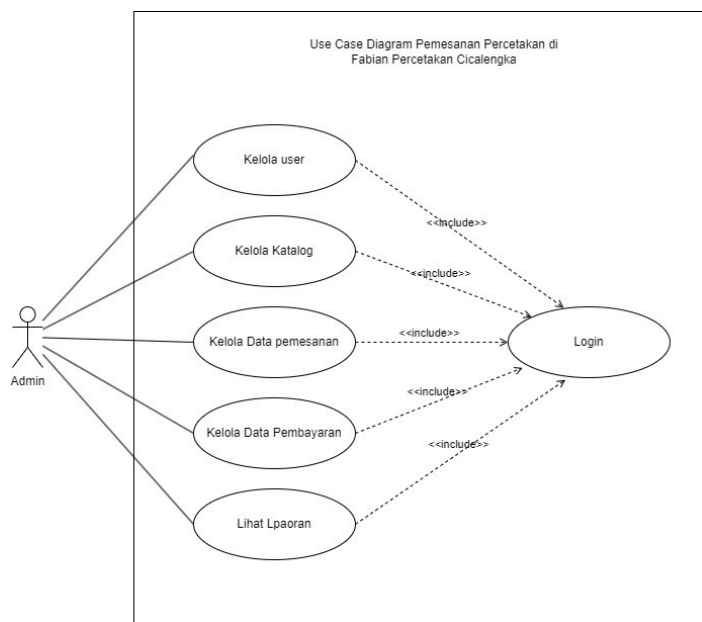 Use Case Diagram Pemesanan Percetakan di
Fabian Percetakan Cicalengka
Kelola user
<<include>>
Kelola Katalog
<<include>>
Kelola Data pemesanan
<<include>>
Login
Admin
Kelola Data Pembayaran
<<include>>
<<include>>
Lihat Lpaoran